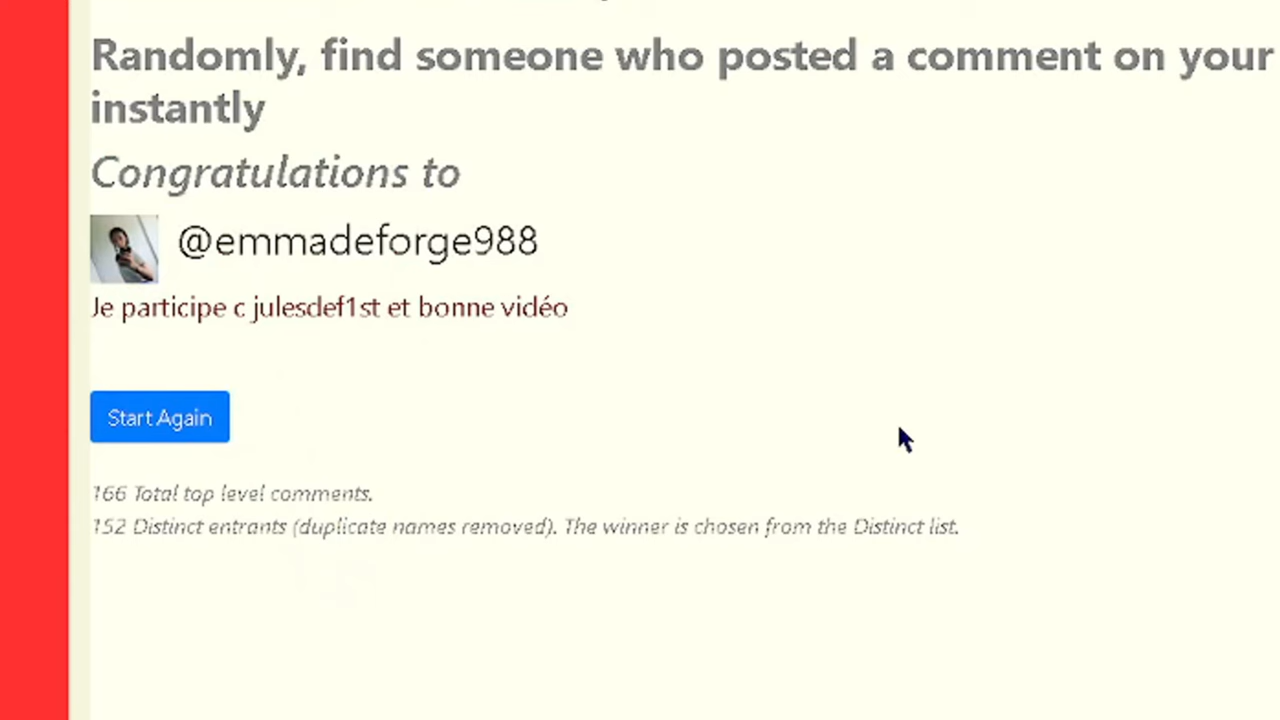 Randomly, find someone who posted a comment on your
instantly
Congratulations to
@emmadeforge988
Je participe c julesdef1st et bonne vidéo
Start Again
166 Total top level comments.
152 Distinct entrants (duplicate names removed). The winner is chosen from the Distinct list.